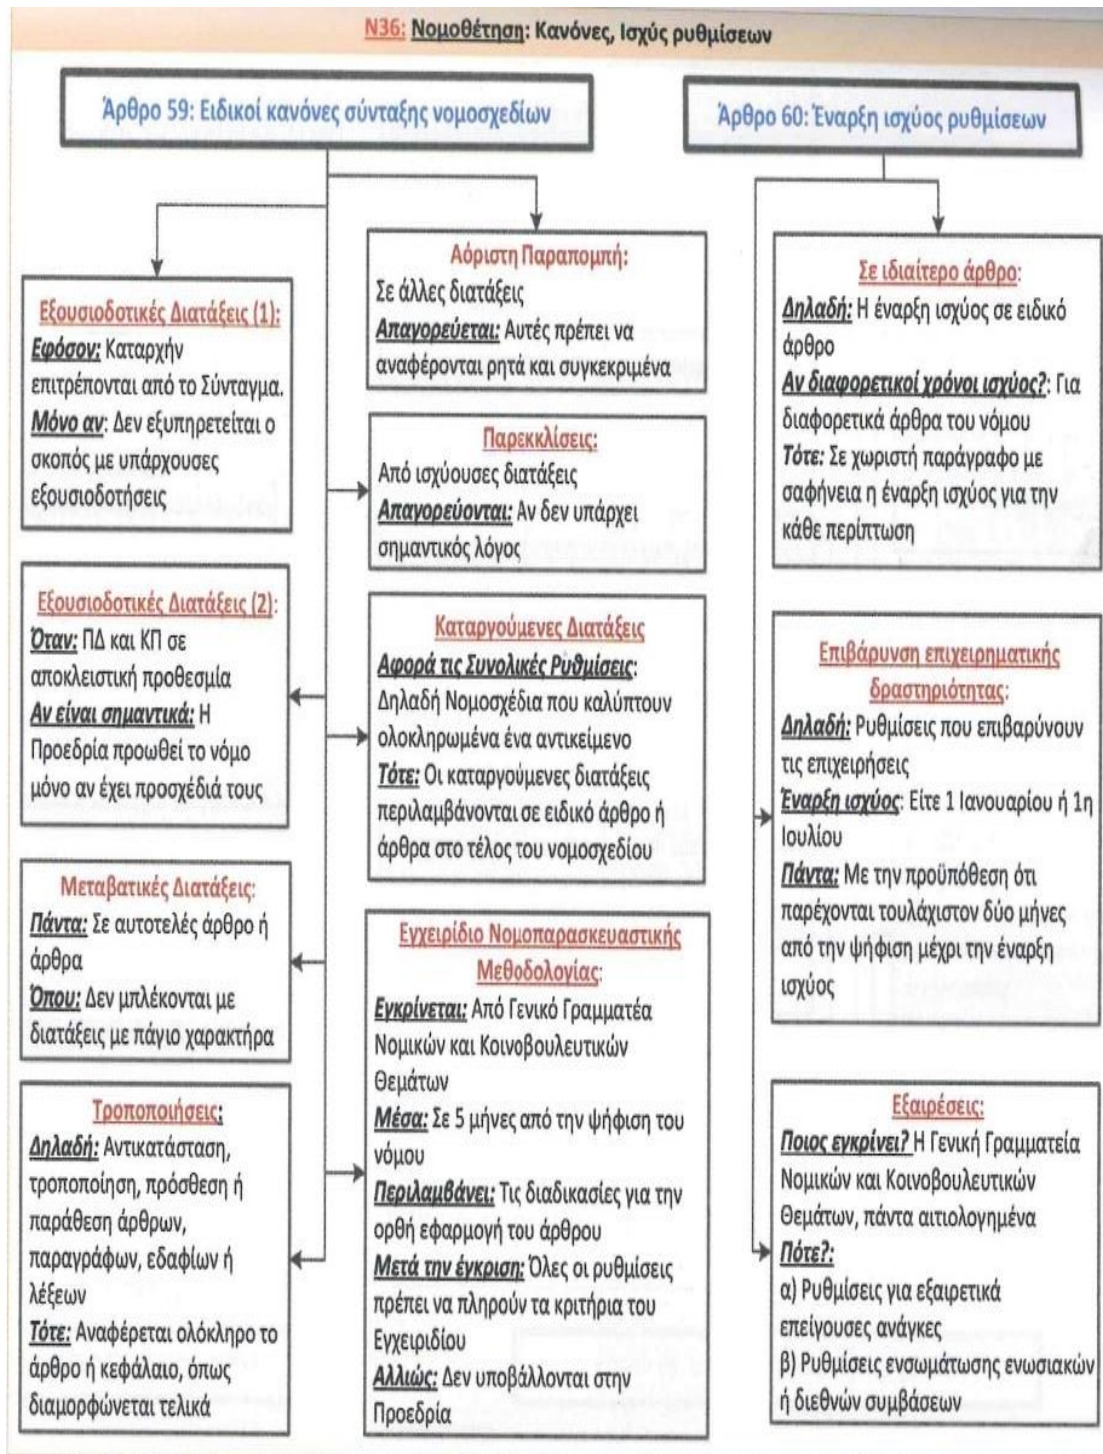 Ν36: Νομοθέτηση: Κανόνες, Ισχύς ρυθμίσεων
Άρθρο 59: Ειδικοί κανόνες σύνταξης νομοσχεδίων
Εξουσιοδοτικές Διατάξεις (1):
Εφόσον: Καταρχήν
επιτρέπονται από το Σύνταγμα.
Μόνο αν: Δεν εξυπηρετείται ο
σκοπός με υπάρχουσες
εξουσιοδοτήσεις
Εξουσιοδοτικές Διατάξεις (2):
Όταν: ΠΔ και ΚΠ σε
αποκλειστική προθεσμία
Αν είναι σημαντικά: Η
Προεδρία προωθεί το νόμο
μόνο αν έχει προσχέδιά τους
Μεταβατικές Διατάξεις:
Πάντα: Σε αυτοτελές άρθρο ή
άρθρα
Όπου: Δεν μπλέκονται με
διατάξεις με πάγιο χαρακτήρα
Τροποποιήσεις:
Δηλαδή: Αντικατάσταση,
τροποποίηση, πρόσθεση ή
παράθεση άρθρων,
παραγράφων, εδαφίων ή
λέξεων
Τότε: Αναφέρεται ολόκληρο το
άρθρο ή κεφάλαιο, όπως
διαμορφώνεται τελικά
Αόριστη Παραπομπή:
Σε άλλες διατάξεις
Απαγορεύεται: Αυτές πρέπει να
αναφέρονται ρητά και συγκεκριμένα
Παρεκκλίσεις:
Από ισχύουσες διατάξεις
Απαγορεύονται: Αν δεν υπάρχει
σημαντικός λόγος
Καταργούμενες Διατάξεις
Αφορά τις Συνολικές Ρυθμίσεις:
Δηλαδή Νομοσχέδια που καλύπτουν
ολοκληρωμένα ένα αντικείμενο
Τότε: Οι καταργούμενες διατάξεις
περιλαμβάνονται σε ειδικό άρθρο ή
άρθρα στο τέλος του νομοσχεδίου
Εγχειρίδιο Νομοπαρασκευαστικής
Μεθοδολογίας:
Εγκρίνεται: Από Γενικό Γραμματέα
Νομικών και Κοινοβουλευτικών
Θεμάτων
Μέσα: Σε 5 μήνες από την ψήφιση του
νόμου
Περιλαμβάνει: Τις διαδικασίες για την
ορθή εφαρμογή του άρθρου
Μετά την έγκριση: Όλες οι ρυθμίσεις
πρέπει να πληρούν τα κριτήρια του
Εγχειριδίου
Αλλιώς: Δεν υποβάλλονται στην
Προεδρία
Άρθρο 60: Έναρξη ισχύος ρυθμίσεων
Σε ιδιαίτερο άρθρο:
Δηλαδή: Η έναρξη ισχύος σε ειδικό
άρθρο
Αν διαφορετικοί χρόνοι ισχύος?: Για
διαφορετικά άρθρα του νόμου
Τότε: Σε χωριστή παράγραφο με
σαφήνεια η έναρξη ισχύος για την
κάθε περίπτωση
Επιβάρυνση επιχειρηματικής
δραστηριότητας:
Δηλαδή: Ρυθμίσεις που επιβαρύνουν
τις επιχειρήσεις
Έναρξη ισχύος: Είτε 1 Ιανουαρίου ή 1η
Ιουλίου
Πάντα: Με την προϋπόθεση ότι
παρέχονται τουλάχιστον δύο μήνες
από την ψήφιση μέχρι την έναρξη
ισχύος
Εξαιρέσεις:
Ποιος εγκρίνει? Η Γενική Γραμματεία
Νομικών και Κοινοβουλευτικών
Θεμάτων, πάντα αιτιολογημένα
Πότε?:
α) Ρυθμίσεις για εξαιρετικά
επείγουσες ανάγκες
β) Ρυθμίσεις ενσωμάτωσης ενωσιακών
ή διεθνών συμβάσεων